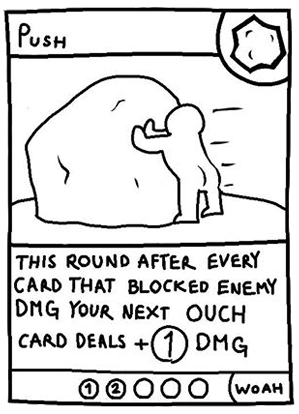 PUSH
THIS ROUND AFTER EVERY
CARD THAT BLOCKED ENEMY
DMG YOUR NEXT OUCH
CARD DEALS +1 DMG
1 2
WOAH